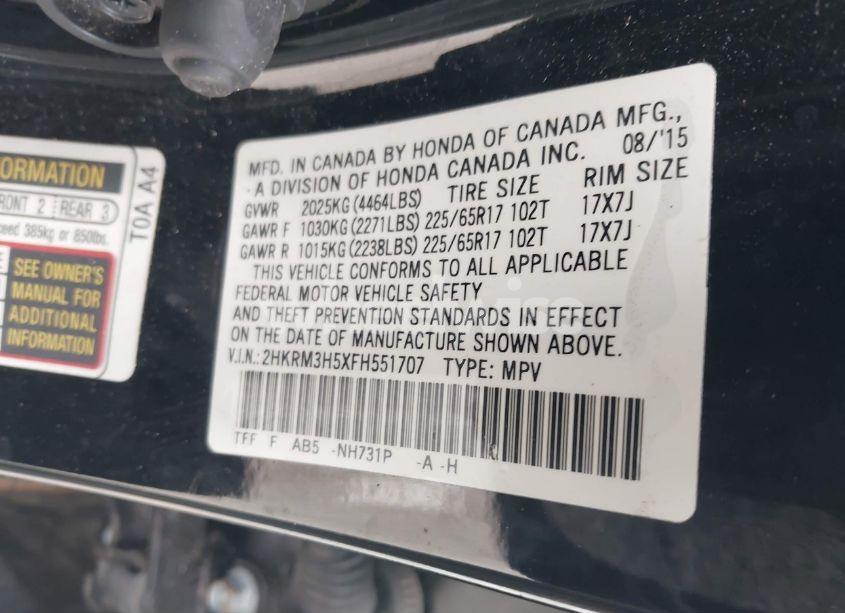 ORMATION
FRONT 2 REAR 3
ceed 385kg or 850lbs.
SEE OWNER'S
MANUAL FOR
ADDITIONAL
INFORMATION
T0A A4
MFD. IN CANADA BY HONDA OF CANADA MFG.,
A DIVISION OF HONDA CANADA INC. 08/'15
GVWR 2025KG (4464LBS) TIRE SIZE RIM SIZE
GAWR F 1030KG (2271LBS) 225/65R17 102T 17X7J
GAWR R 1015KG (2238LBS) 225/65R17 102T 17X7J
THIS VEHICLE CONFORMS TO ALL APPLICABLE
FEDERAL MOTOR VEHICLE SAFETY
AND THEFT PREVENTION STANDARDS IN EFFECT
ON THE DATE OF MANUFACTURE SHOWN ABOVE.
V.I.N.: 2HKRM3H5XFH551707 TYPE: MPV
TFF F AB5 -NH731P -A -H